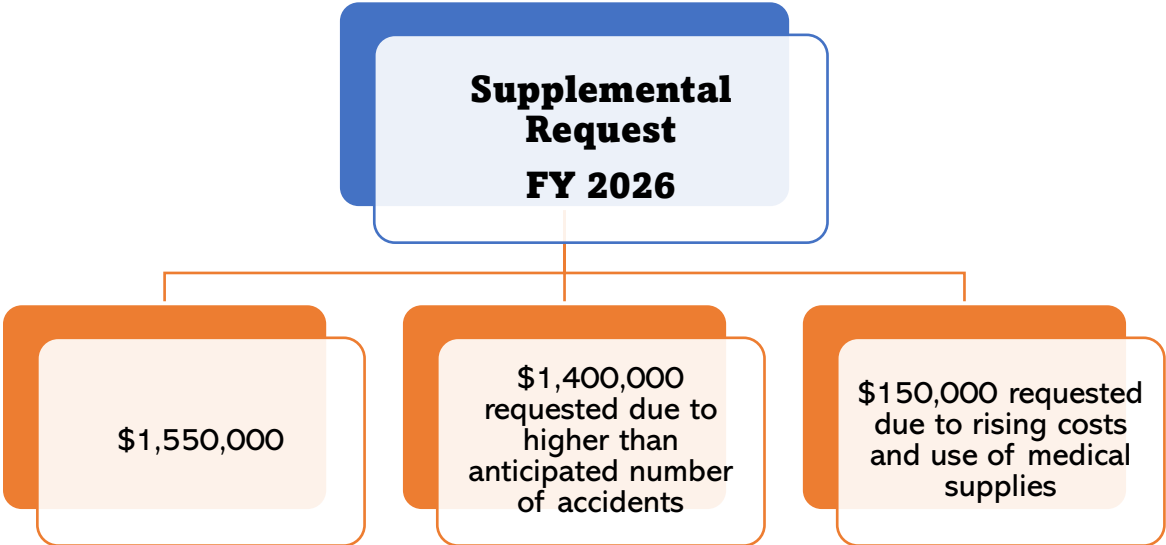 Supplemental
Request
FY 2026
$1,550,000
$1,400,000
requested due to
higher than
anticipated number
of accidents
$150,000 requested
due to rising costs
and use of medical
supplies